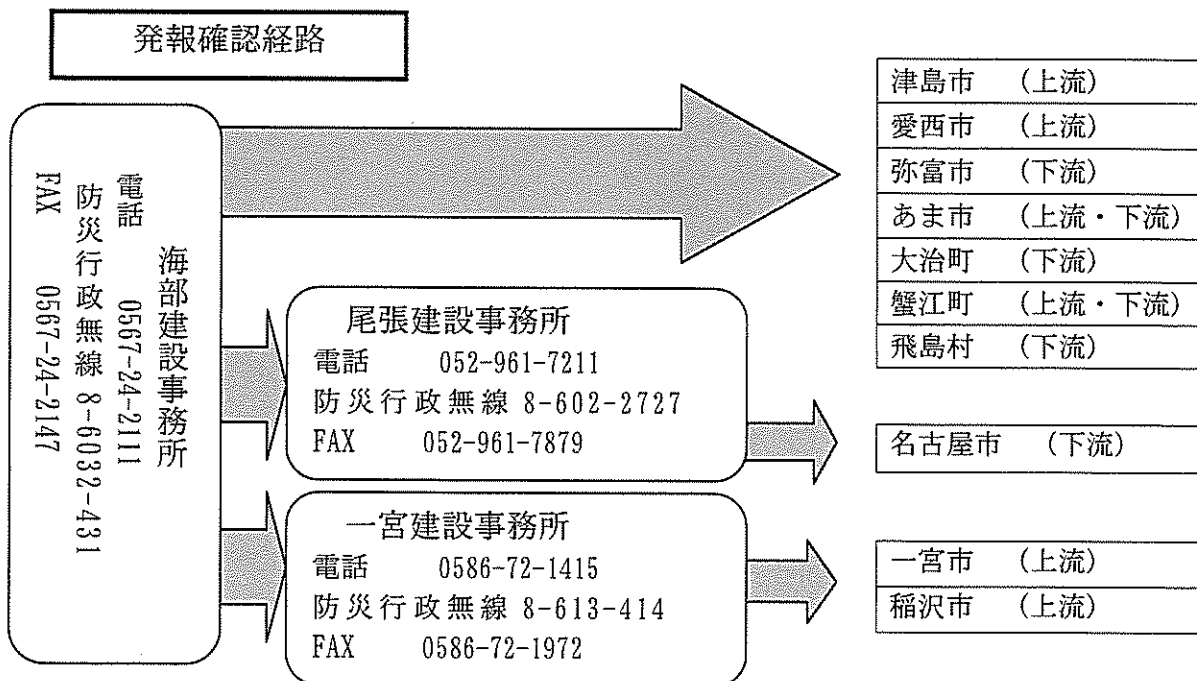 発報確認経路
海部建設事務所
電話 0567-24-2111
防災行政無線 8-6032-431
FAX 0567-24-2147
尾張建設事務所
電話 052-961-7211
防災行政無線 8-602-2727
FAX 052-961-7879
一宮建設事務所
電話 0586-72-1415
防災行政無線 8-613-414
FAX 0586-72-1972
津島市 （上流）
愛西市 （上流）
弥富市 （下流）
あま市 （上流・下流）
大治町 （下流）
蟹江町 （上流・下流）
飛島村 （下流）
名古屋市 （下流）
一宮市 （上流）
稲沢市 （上流）